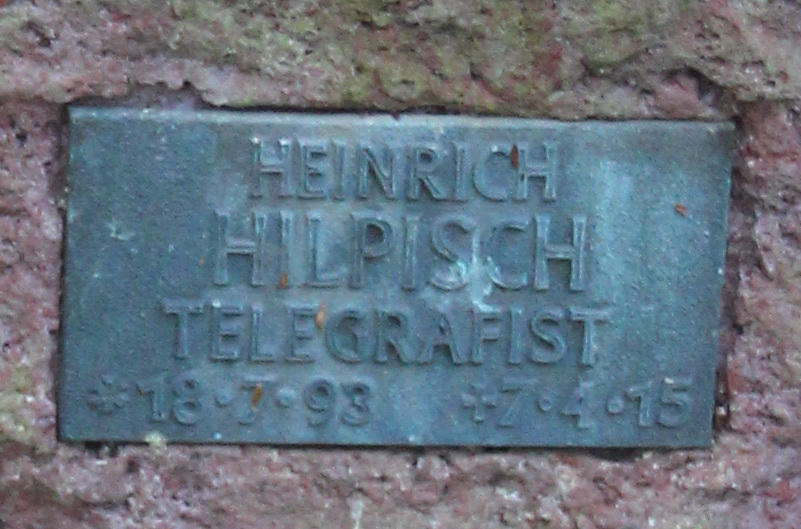 HEINRICH
HILPISCH
TELEGRAFIST
*18·7·93 +7·4·15